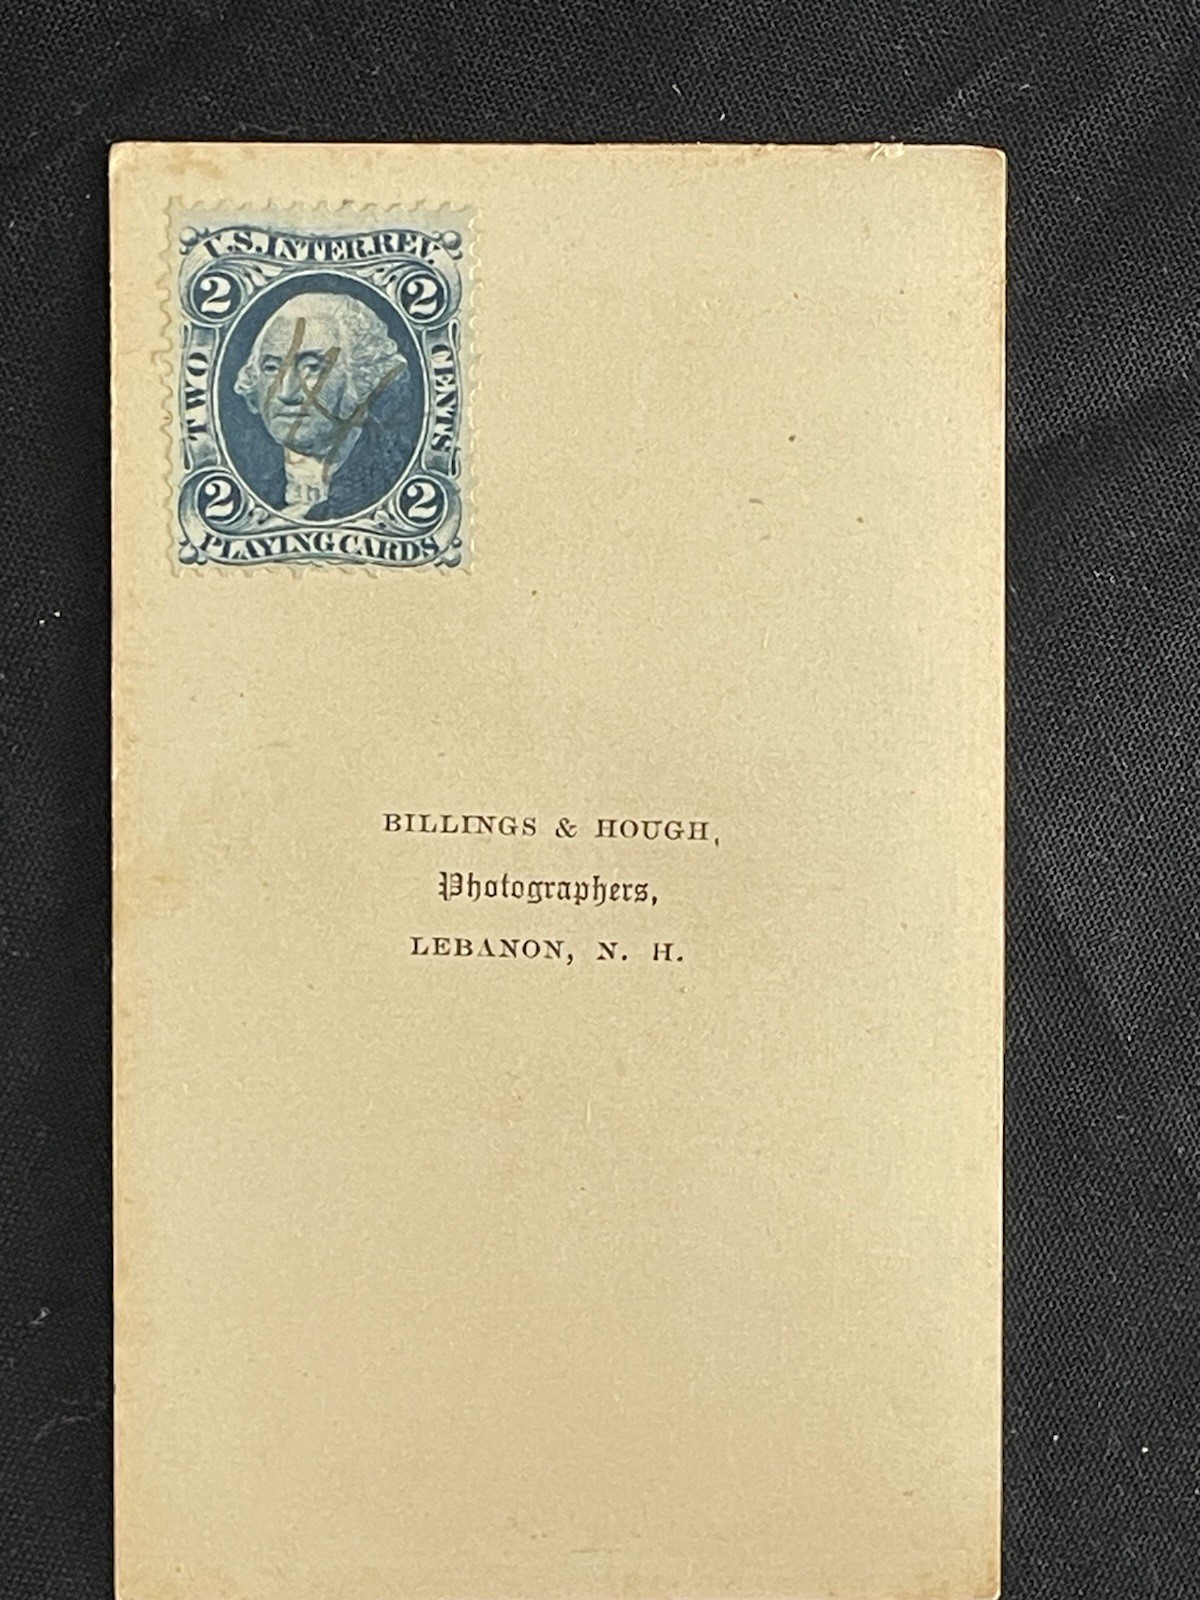 U.S. INTER. REV.
2 2
TWO CENTS
2 2
PLAYING CARDS
BILLINGS & HOUGH,
Photographers,
LEBANON, N. H.